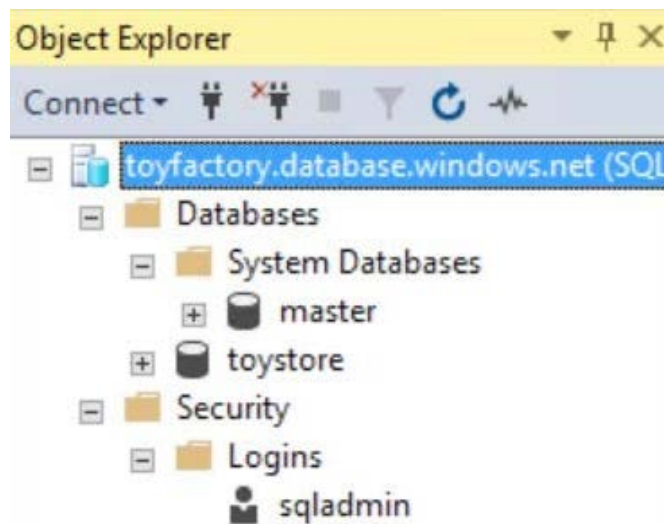 Object Explorer
Connect
toyfactory.database.windows.net (SQL
Databases
System Databases
master
toystore
Security
Logins
sqladmin